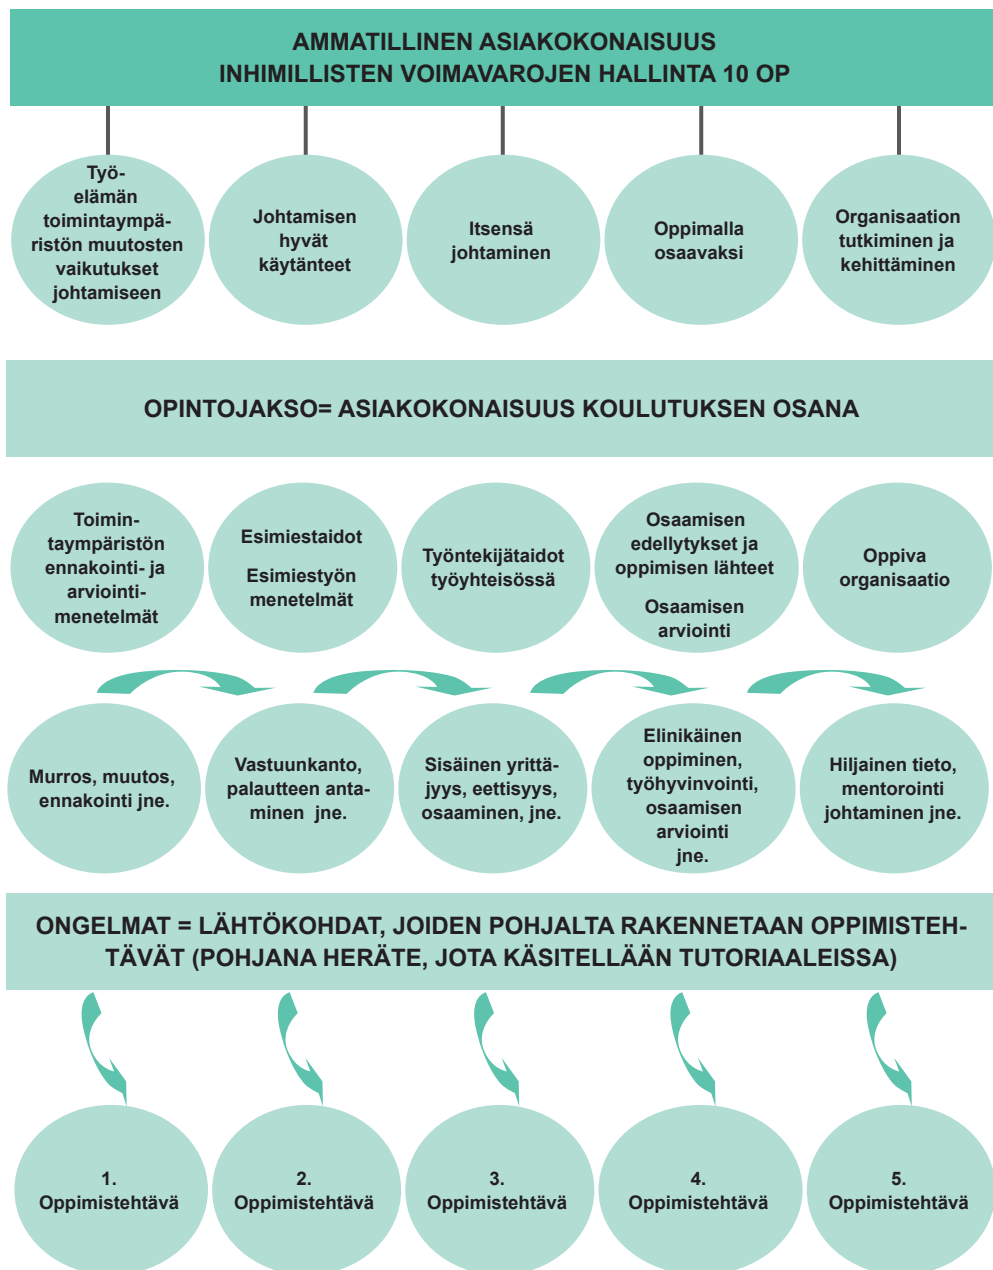 AMMATILLINEN ASIAKOKONAISUUS
INHIMILLISTEN VOIMAVAROJEN HALLINTA 10 OP
Työ-
elämän
toimintaympä-
ristön muutosten
vaikutukset
johtamiseen
Johtamisen
hyvät
käytänteet
Itsensä
johtaminen
Oppimalla
osaavaksi
Organisaation
tutkiminen ja
kehittäminen
OPINTOJAKSO= ASIAKOKONAISUUS KOULUTUKSEN OSANA
Toimin-
taympäristön
ennakointi- ja
arviointi-
menetelmät
Esimiestaidot
Esimiestyön
menetelmät
Työntekijätaidot
työyhteisössä
Osaamisen
edellytykset ja
oppimisen lähteet
Osaamisen
arviointi
Oppiva
organisaatio
Murros, muutos,
ennakointi jne.
Vastuunkanto,
palautteen anta-
minen jne.
Sisäinen yrittä-
jyys, eettisyys,
osaaminen, jne.
Elinikäinen
oppiminen,
työhyvinvointi,
osaamisen
arviointi
jne.
Hiljainen tieto,
mentorointi
johtaminen jne.
ONGELMAT = LÄHTÖKOHDAT, JOIDEN POHJALTA RAKENNETAAN OPPIMISTEH-
TÄVÄT (POHJANA HERÄTE, JOTA KÄSITELLÄÄN TUTORIAALEISSA)
1.
Oppimistehtävä
2.
Oppimistehtävä
3.
Oppimistehtävä
4.
Oppimistehtävä
5.
Oppimistehtävä